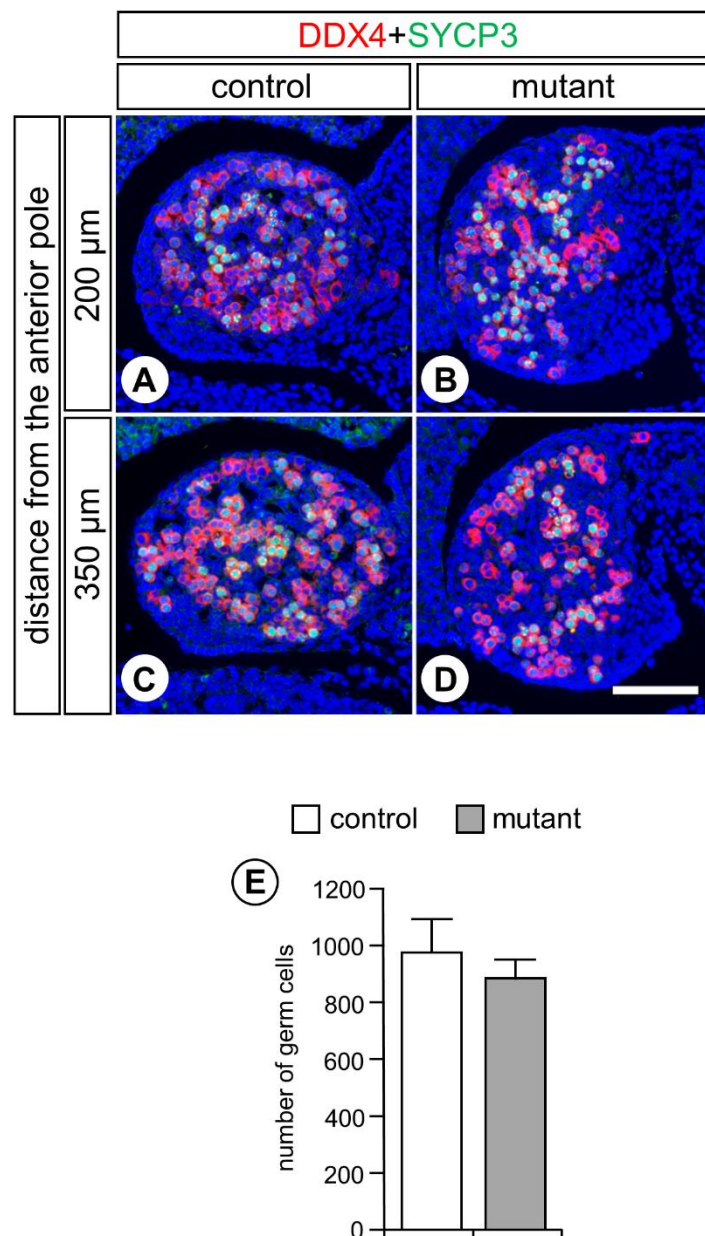 DDX4+SYCP3
control
mutant
distance from the anterior pole
200 µm
350 µm
A
B
C
D
control
mutant
E
number of germ cells
1200
1000
800
600
400
200
0